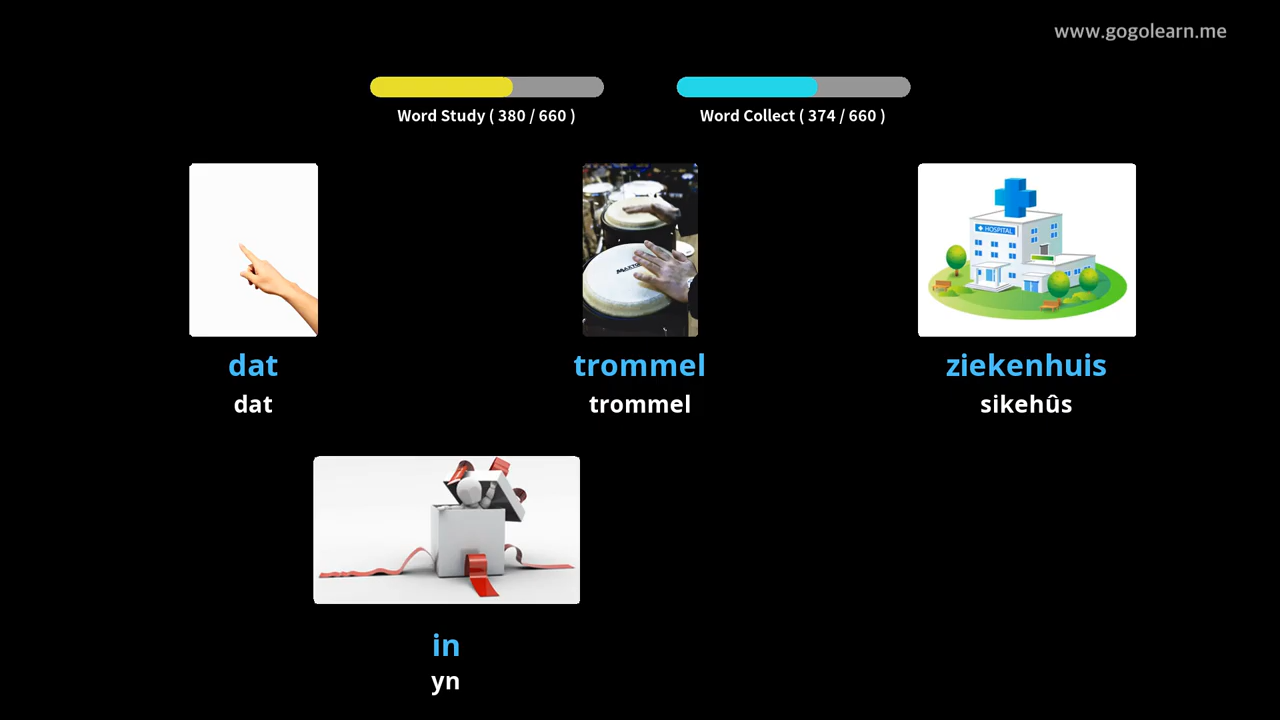 www.gogolearn.me
Word Study ( 380 / 660 )
Word Collect ( 374 / 660 )
HOSPITAL
dat
trommel
ziekenhuis
dat
trommel
sikehûs
in
yn